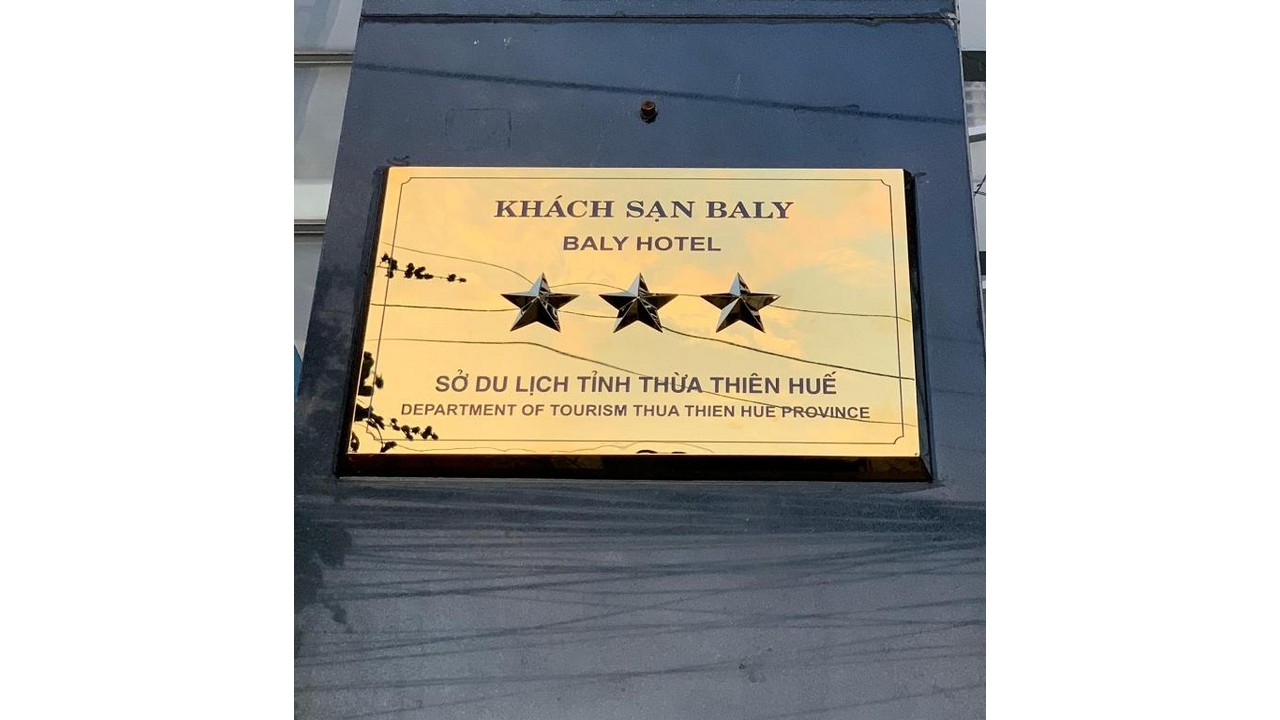 KHÁCH SẠN BALY
BALY HOTEL
SỞ DU LỊCH TỈNH THỪA THIÊN HUẾ
DEPARTMENT OF TOURISM THUA THIEN HUE PROVINCE